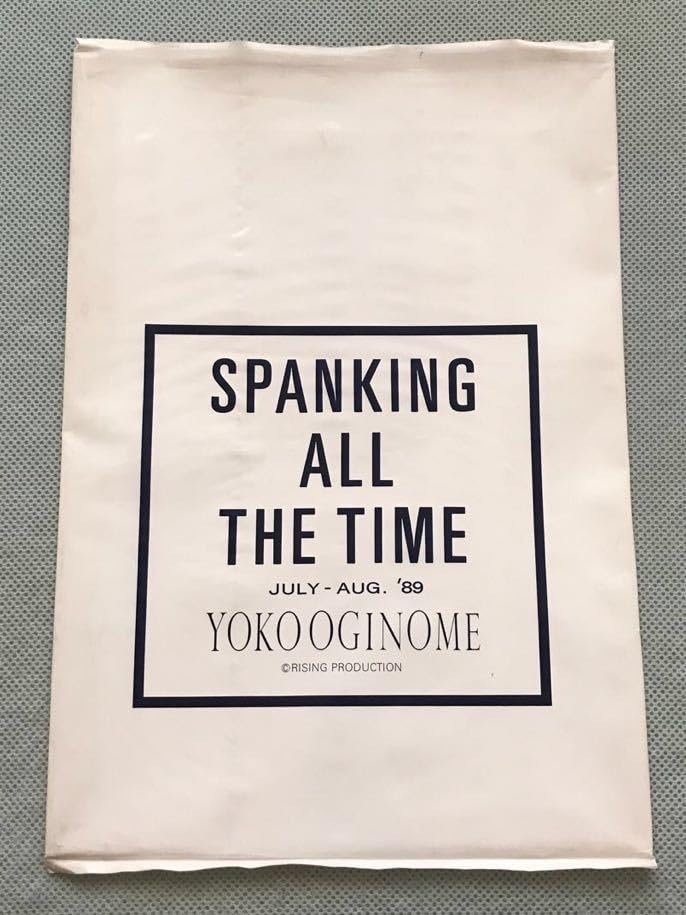 SPANKING
ALL
THE TIME
JULY - AUG. '89
YOKO OGINOME
©RISING PRODUCTION